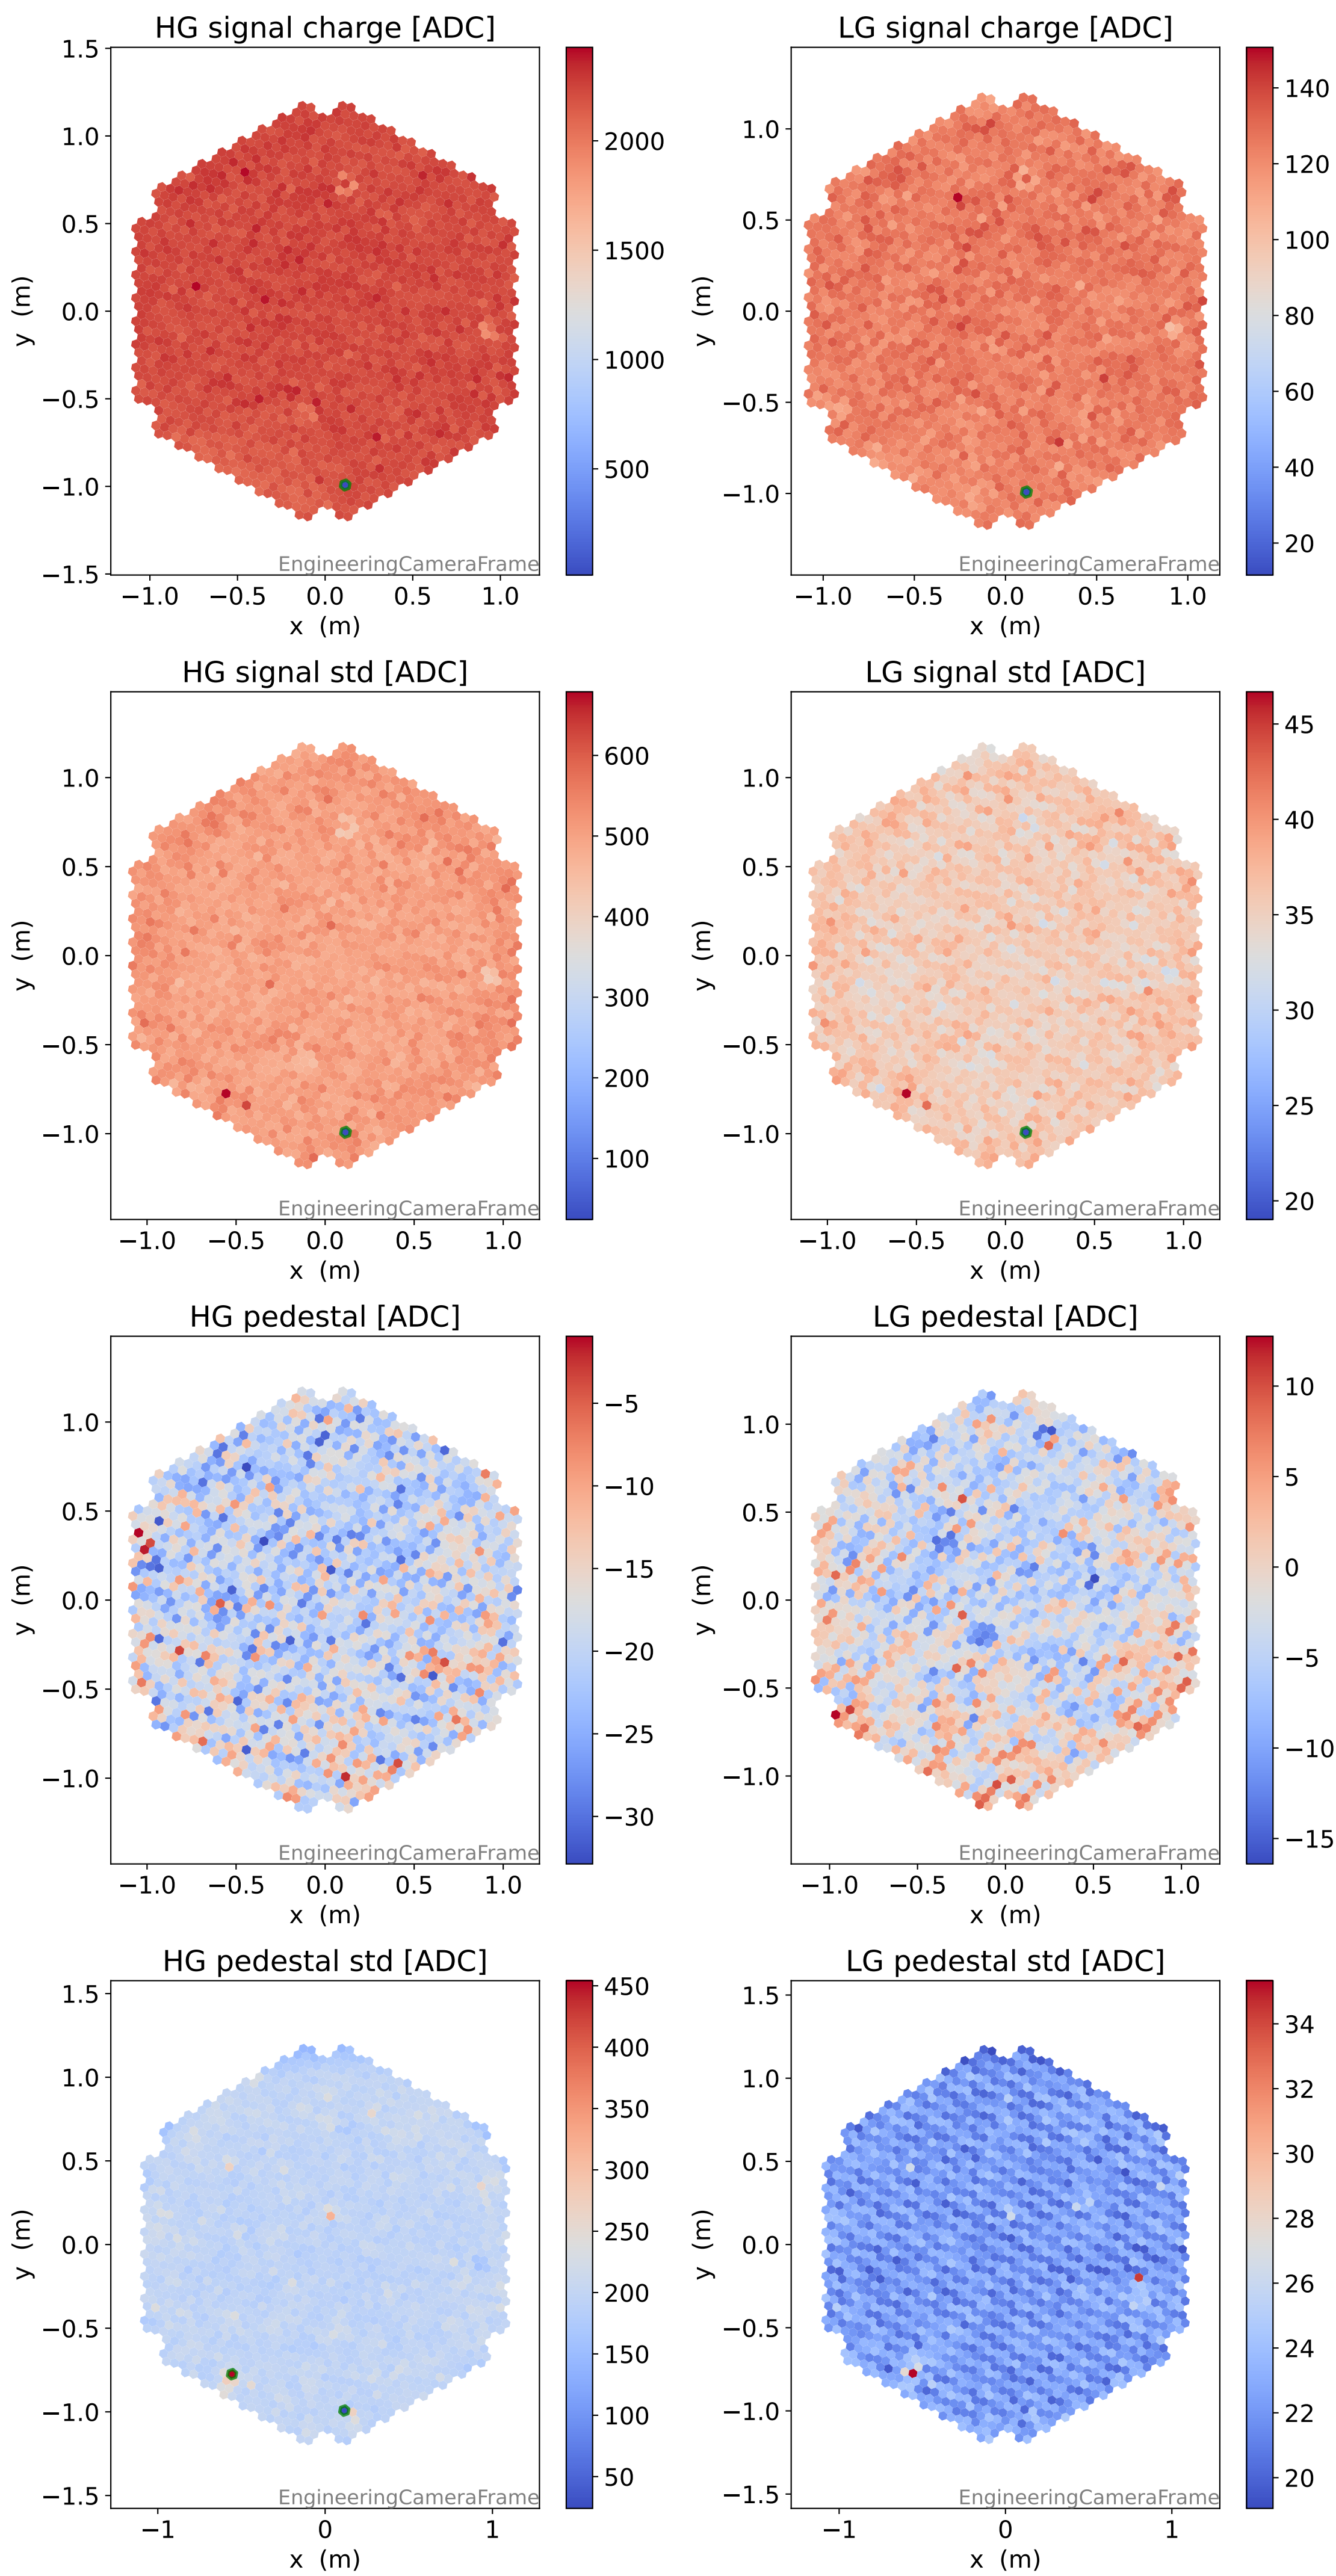 HG signal charge [ADC]
1.5
1.0
0.5
0.0
−0.5
−1.0
−1.5
y (m)
−1.0 −0.5 0.0 0.5 1.0
x (m)
EngineeringCameraFrame
2000
1500
1000
500
LG signal charge [ADC]
1.0
0.5
0.0
−0.5
−1.0
y (m)
−1.0 −0.5 0.0 0.5 1.0
x (m)
EngineeringCameraFrame
140
120
100
80
60
40
20
HG signal std [ADC]
1.0
0.5
0.0
−0.5
−1.0
y (m)
−1.0 −0.5 0.0 0.5 1.0
x (m)
EngineeringCameraFrame
600
500
400
300
200
100
LG signal std [ADC]
1.0
0.5
0.0
−0.5
−1.0
y (m)
−1.0 −0.5 0.0 0.5 1.0
x (m)
EngineeringCameraFrame
45
40
35
30
25
20
HG pedestal [ADC]
1.0
0.5
0.0
−0.5
−1.0
y (m)
−1.0 −0.5 0.0 0.5 1.0
x (m)
EngineeringCameraFrame
−5
−10
−15
−20
−25
−30
LG pedestal [ADC]
1.0
0.5
0.0
−0.5
−1.0
y (m)
−1.0 −0.5 0.0 0.5 1.0
x (m)
EngineeringCameraFrame
10
5
0
−5
−10
−15
HG pedestal std [ADC]
1.5
1.0
0.5
0.0
−0.5
−1.0
−1.5
y (m)
−1 0 1
x (m)
EngineeringCameraFrame
450
400
350
300
250
200
150
100
50
LG pedestal std [ADC]
1.5
1.0
0.5
0.0
−0.5
−1.0
−1.5
y (m)
−1 0 1
x (m)
EngineeringCameraFrame
34
32
30
28
26
24
22
20